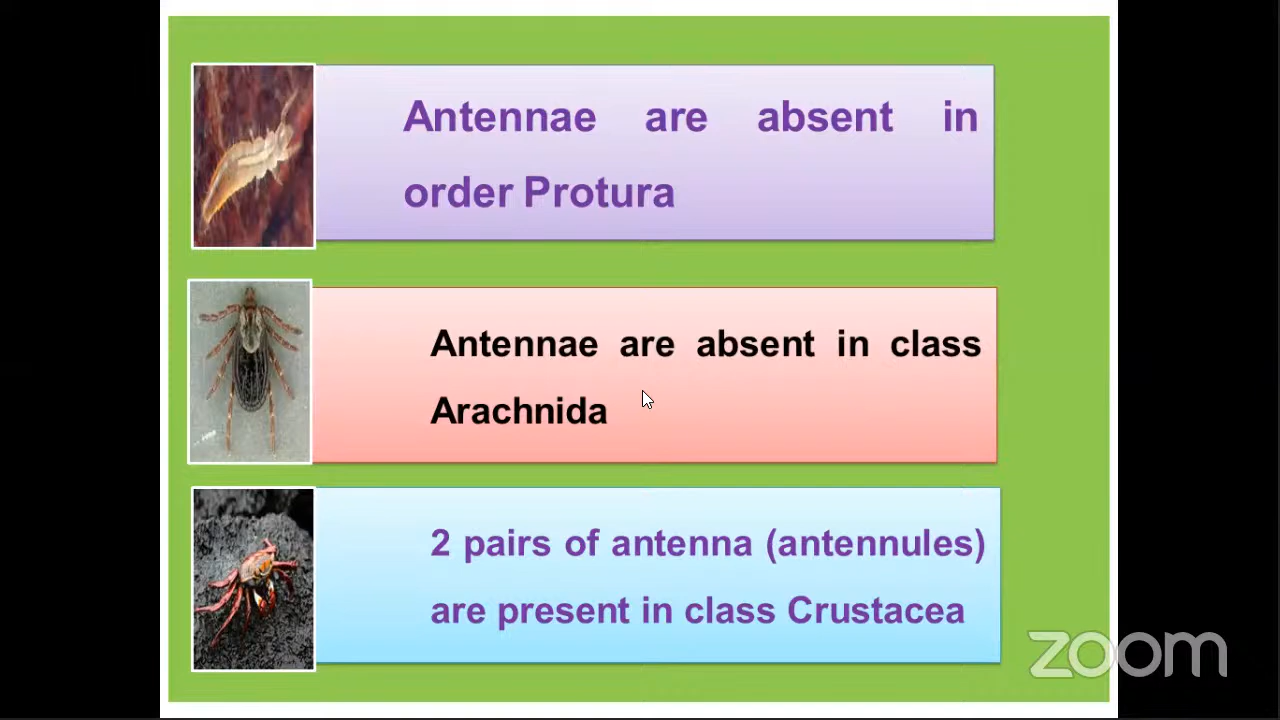 Antennae are absent in
order Protura
Antennae are absent in class
Arachnida
2 pairs of antenna (antennules)
are present in class Crustacea
zoom